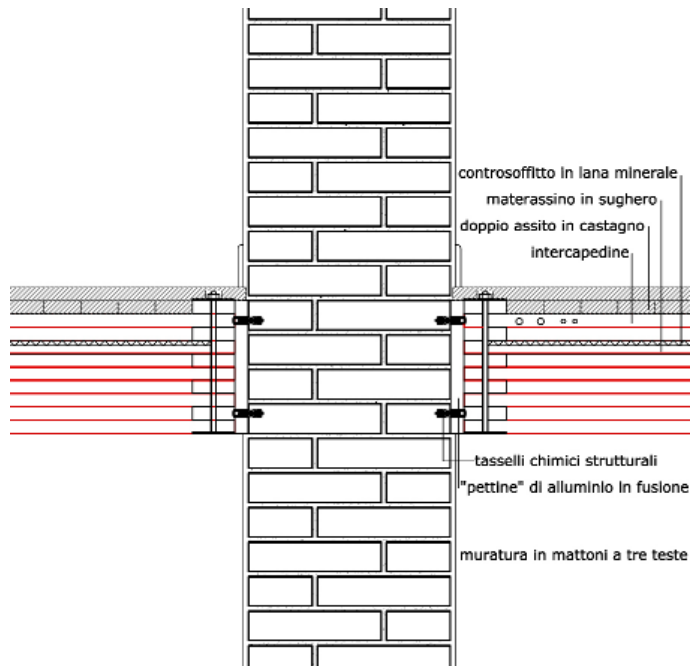 controsoffitto in lana minerale
materassino in sughero
doppio assito in castagno
intercapedine
tasselli chimici strutturali
"pettine" di alluminio in fusione
muratura in mattoni a tre teste